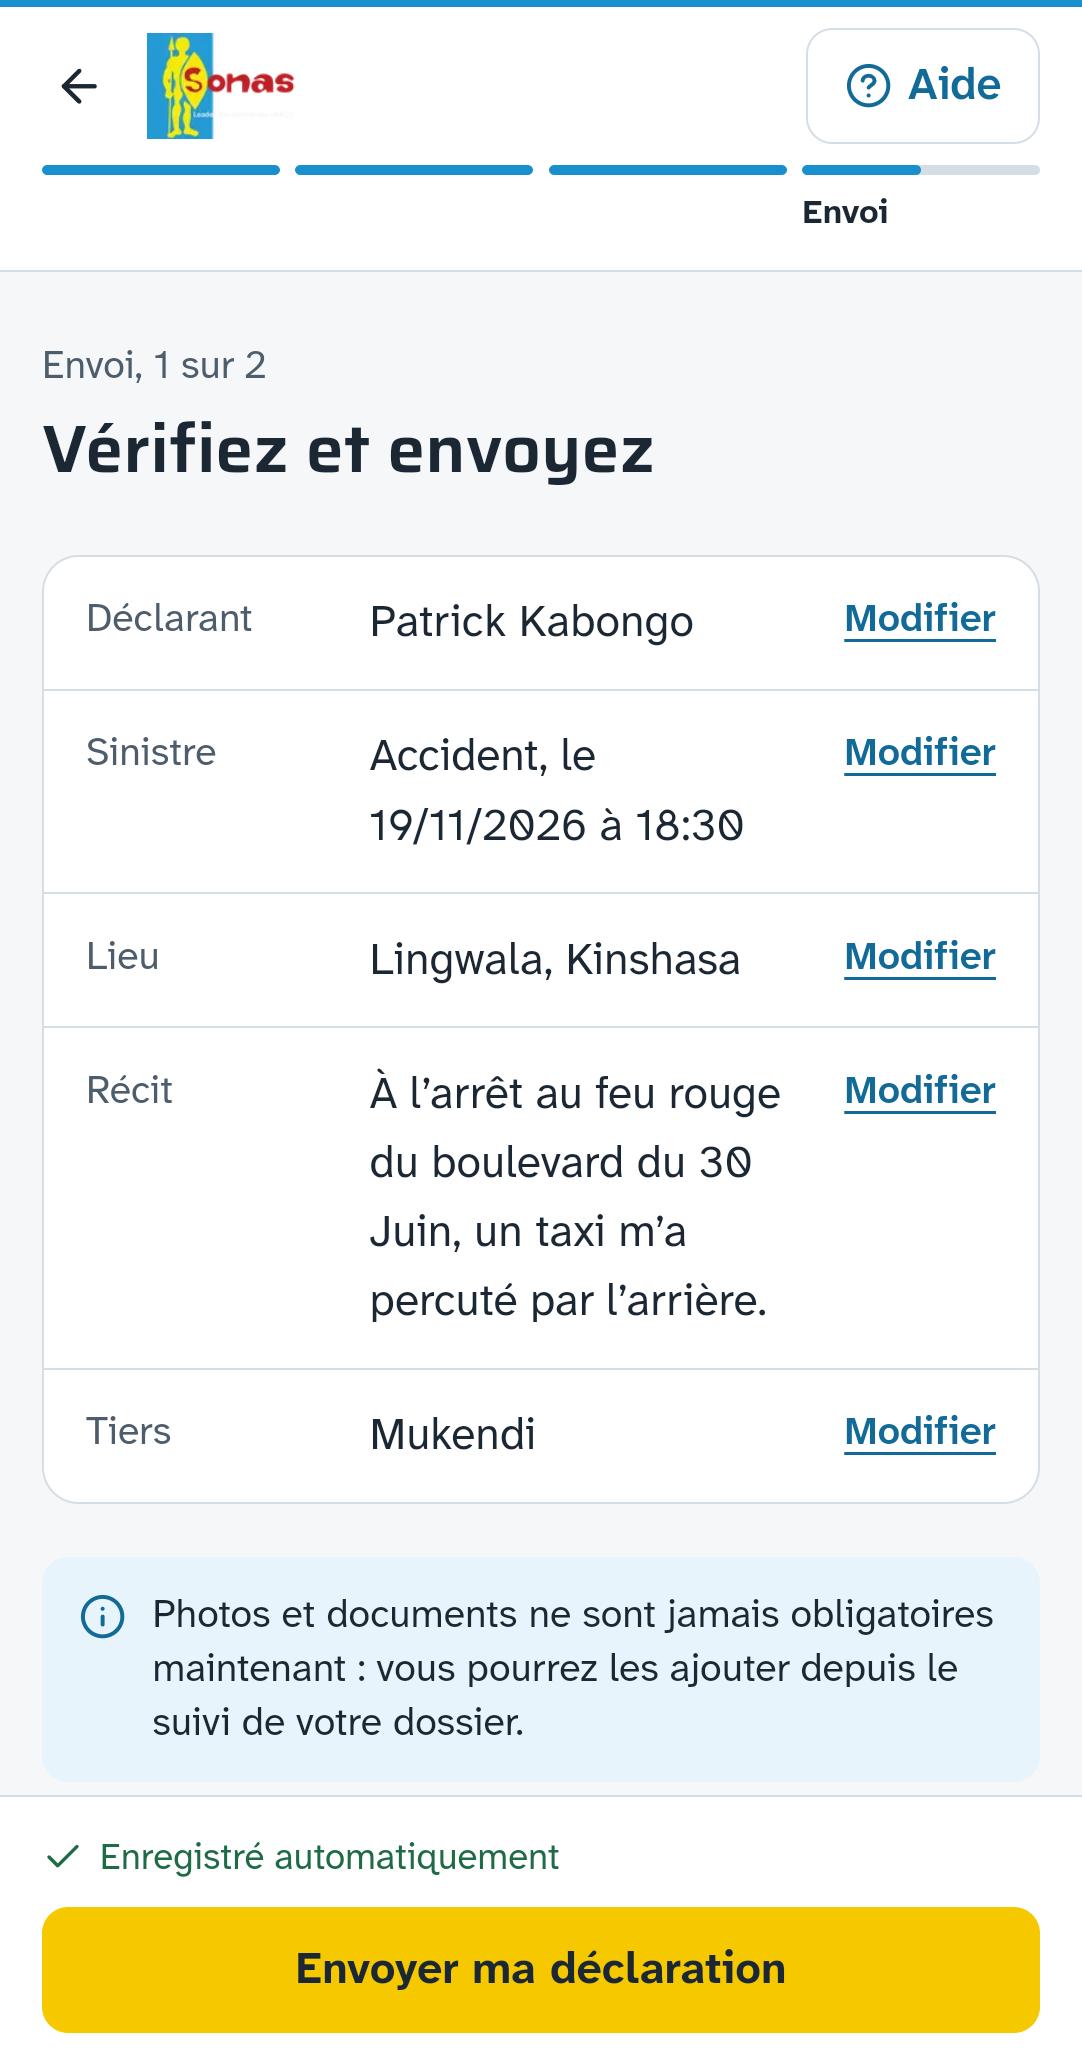 Sonas
Aide
Envoi
Envoi, 1 sur 2
Vérifiez et envoyez
Déclarant
Patrick Kabongo
Modifier
Sinistre
Accident, le
19/11/2026 à 18:30
Modifier
Lieu
Lingwala, Kinshasa
Modifier
Récit
À l’arrêt au feu rouge
du boulevard du 30
Juin, un taxi m’a
percuté par l’arrière.
Modifier
Tiers
Mukendi
Modifier
Photos et documents ne sont jamais obligatoires
maintenant : vous pourrez les ajouter depuis le
suivi de votre dossier.
Enregistré automatiquement
Envoyer ma déclaration